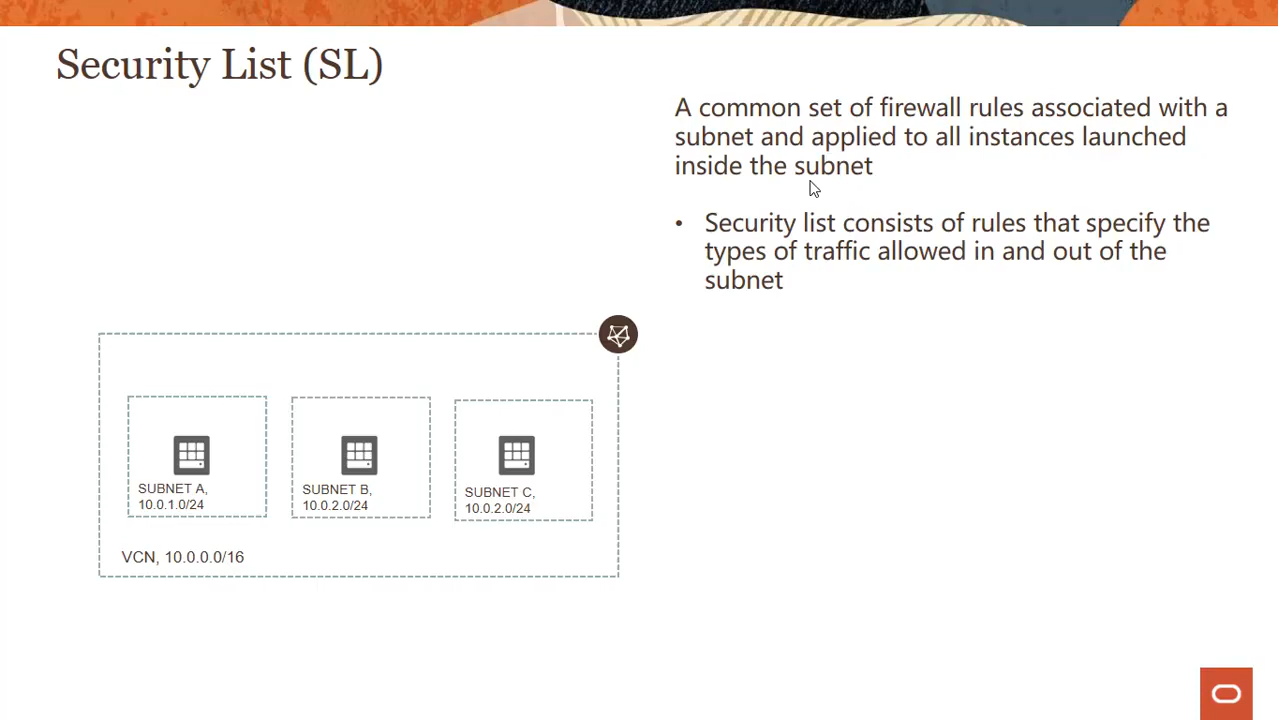 Security List (SL)
A common set of firewall rules associated with a
subnet and applied to all instances launched
inside the subnet
• Security list consists of rules that specify the
types of traffic allowed in and out of the
subnet
SUBNET A,
10.0.1.0/24
SUBNET B,
10.0.2.0/24
SUBNET C,
10.0.2.0/24
VCN, 10.0.0.0/16